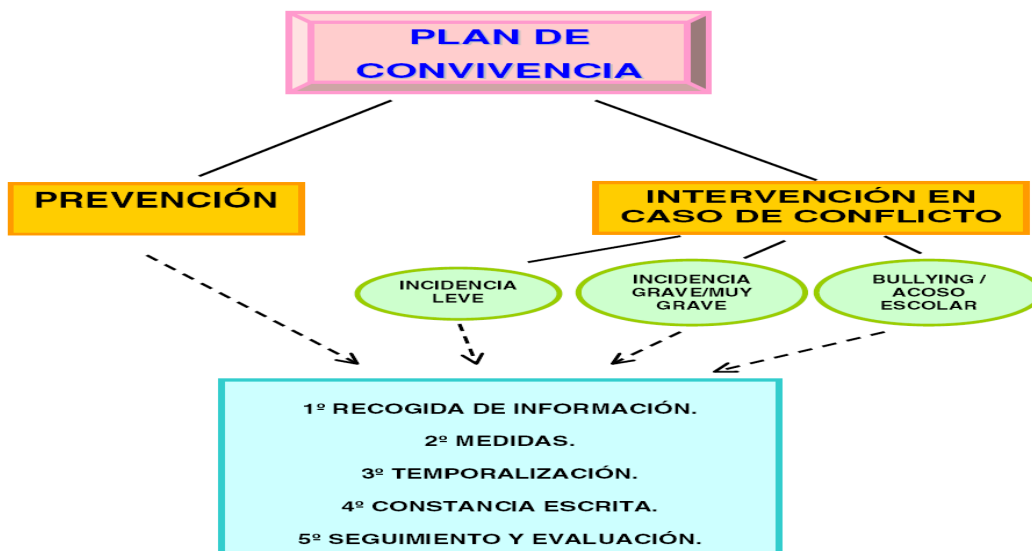 PLAN DE
CONVIVENCIA
PREVENCIÓN
INTERVENCIÓN EN
CASO DE CONFLICTO
INCIDENCIA
LEVE
INCIDENCIA
GRAVE/MUY
GRAVE
BULLYING /
ACOSO
ESCOLAR
1º RECOGIDA DE INFORMACIÓN.
2º MEDIDAS.
3º TEMPORALIZACIÓN.
4º CONSTANCIA ESCRITA.
5º SEGUIMIENTO Y EVALUACIÓN.